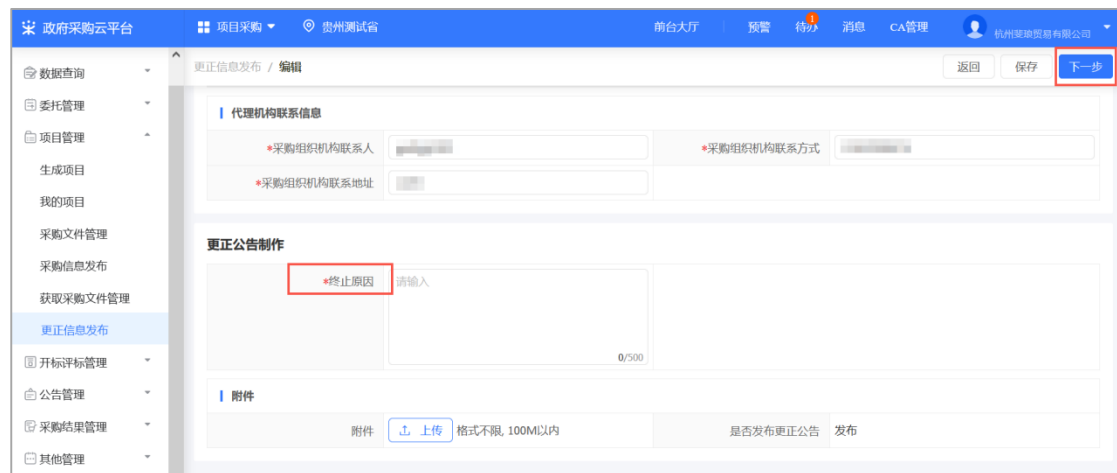 政府采购云平台 项目采购 贵州测试省 前台大厅 预警 待办 1 消息 CA管理 杭州斐琅贸易有限公司
更正信息发布 / 编辑 返回 保存 下一步
数据查询
委托管理
项目管理
生成项目
我的项目
采购文件管理
采购信息发布
获取采购文件管理
更正信息发布
开标评标管理
公告管理
采购结果管理
其他管理
代理机构联系信息
*采购组织机构联系人 *采购组织机构联系方式
*采购组织机构联系地址
更正公告制作
*终止原因 请输入
0/500
附件
附件 上传 格式不限, 100M以内 是否发布更正公告 发布